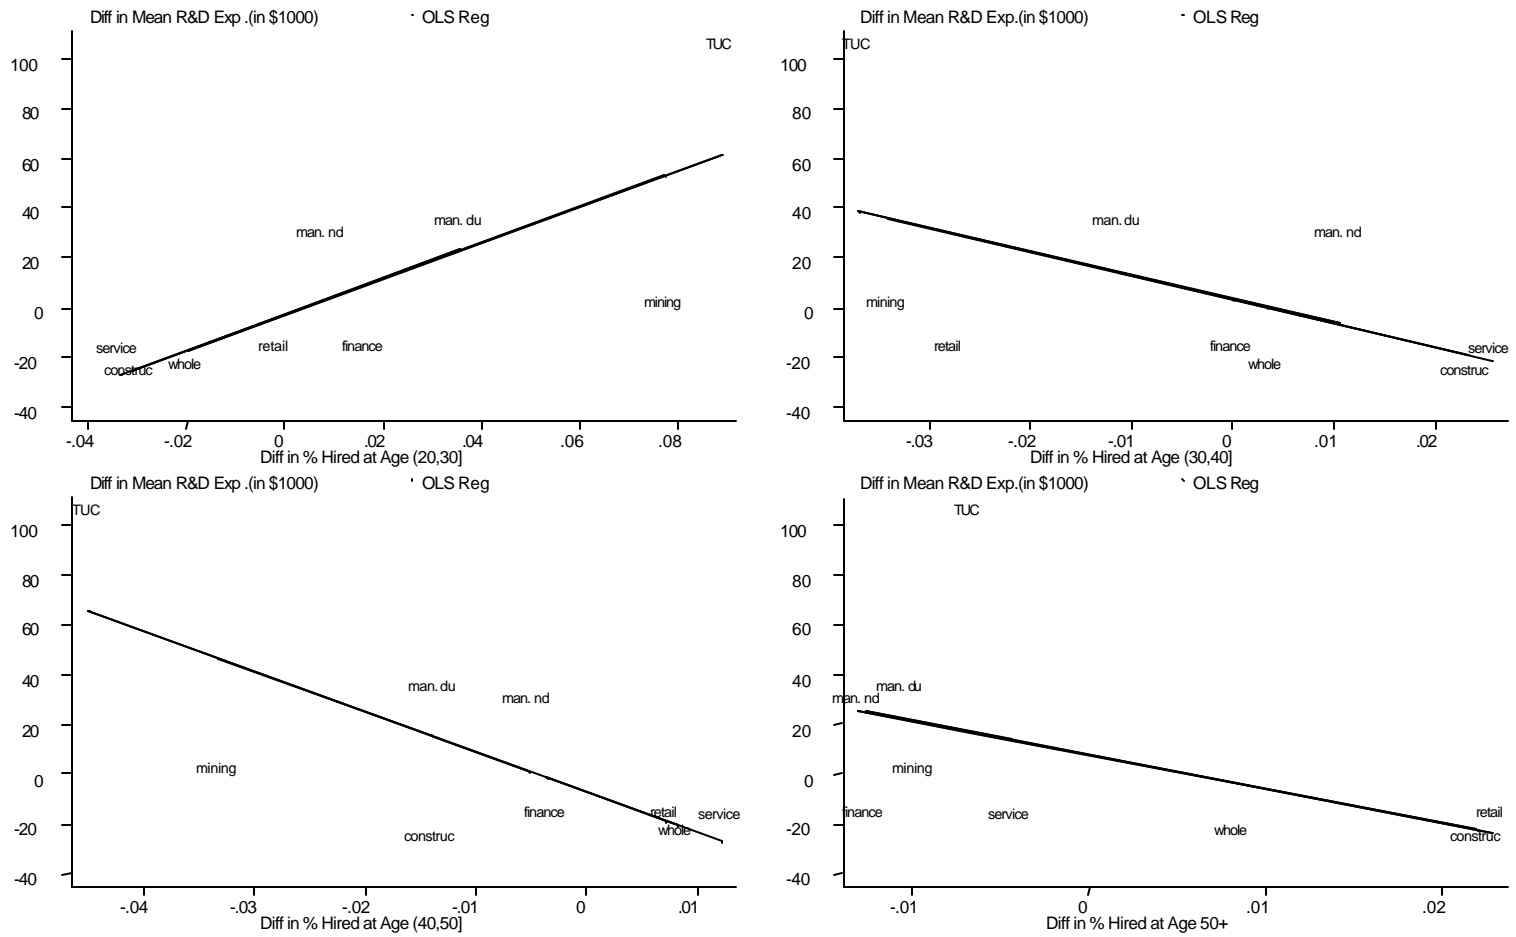 Diff in Mean R&D Exp .(in $1000) OLS Reg
TUC
100
80
60
40
20
0
-20
-40
man. nd
man. du
mining
service
retail
finance
whole
construc
-.04 -.02 0 .02 .04 .06 .08
Diff in % Hired at Age (20,30]
Diff in Mean R&D Exp.(in $1000) OLS Reg
TUC
100
80
60
40
20
0
-20
-40
man. du
man. nd
mining
retail
finance
service
whole
construc
-.03 -.02 -.01 0 .01 .02
Diff in % Hired at Age (30,40]
Diff in Mean R&D Exp .(in $1000) OLS Reg
TUC
100
80
60
40
20
0
-20
-40
man. du
man. nd
mining
finance
retail
service
whole
construc
-.04 -.03 -.02 -.01 0 .01
Diff in % Hired at Age (40,50]
Diff in Mean R&D Exp.(in $1000) OLS Reg
TUC
100
80
60
40
20
0
-20
-40
man. du
man. nd
mining
finance
service
retail
whole
construc
-.01 0 .01 .02
Diff in % Hired at Age 50+